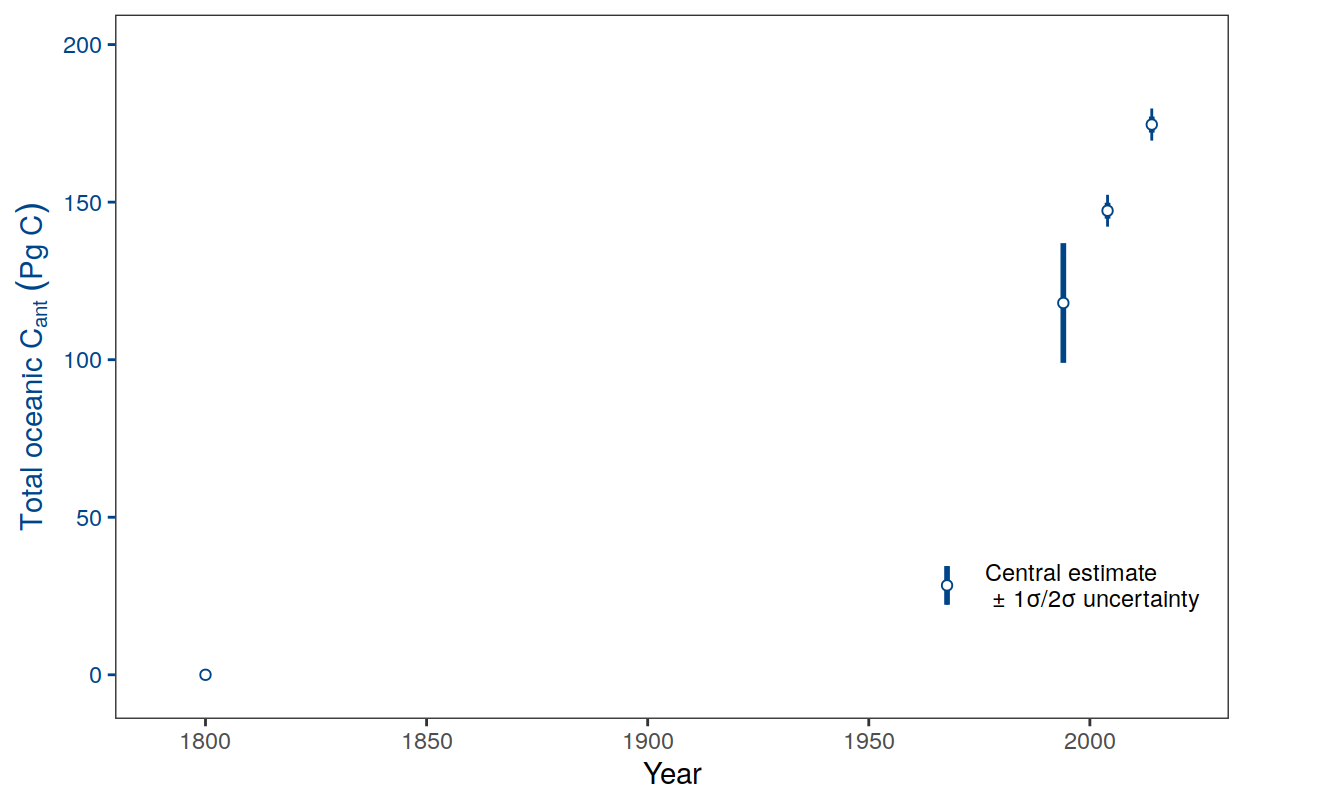 Total oceanic Cant (Pg C)
200
150
100
50
0
Central estimate
± 1σ/2σ uncertainty
1800 1850 1900 1950 2000
Year